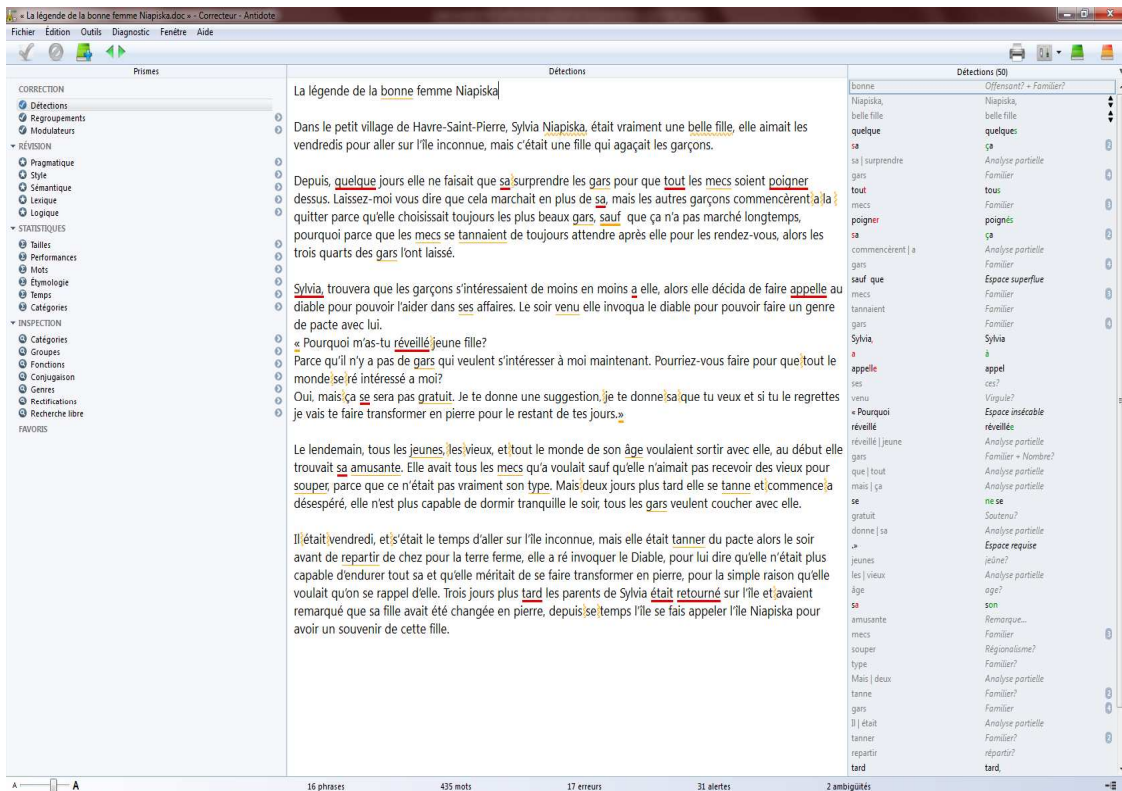 « La légende de la bonne femme Niapiska.doc » - Correcteur - Antidote
Fichier Édition Outils Diagnostic Fenêtre Aide
Prismes
CORRECTION
Détections
Regroupements
Modulateurs
RÉVISION
Pragmatique
Style
Sémantique
Lexique
Logique
STATISTIQUES
Tailles
Performances
Mots
Étymologie
Temps
Catégories
INSPECTION
Catégories
Groupes
Fonctions
Conjugaison
Genres
Rectifications
Recherche libre
FAVORIS
Détections
La légende de la bonne femme Niapiska
Dans le petit village de Havre-Saint-Pierre, Sylvia Niapiska, était vraiment une belle fille, elle aimait les
vendredis pour aller sur l'île inconnue, mais c'était une fille qui agaçait les garçons.
Depuis, quelque jours elle ne faisait que sa surprendre les gars pour que tout les mecs soient poigner
dessus. Laissez-moi vous dire que cela marchait en plus de sa, mais les autres garçons commencèrent a la
quitter parce qu'elle choisissait toujours les plus beaux gars, sauf  que ça n'a pas marché longtemps,
pourquoi parce que les mecs se tannaient de toujours attendre après elle pour les rendez-vous, alors les
trois quarts des gars l'ont laissé.
Sylvia, trouvera que les garçons s'intéressaient de moins en moins a elle, alors elle décida de faire appelle au
diable pour pouvoir l'aider dans ses affaires. Le soir venu elle invoqua le diable pour pouvoir faire un genre
de pacte avec lui.
« Pourquoi m'as-tu réveillé jeune fille?
Parce qu'il n'y a pas de gars qui veulent s'intéresser à moi maintenant. Pourriez-vous faire pour que tout le
monde se ré intéressé a moi?
Oui, mais ça se sera pas gratuit. Je te donne une suggestion, je te donne sa que tu veux et si tu le regrettes
je vais te faire transformer en pierre pour le restant de tes jours.»
Le lendemain, tous les jeunes, les vieux, et tout le monde de son âge voulaient sortir avec elle, au début elle
trouvait sa amusante. Elle avait tous les mecs qu'a voulait sauf qu'elle n'aimait pas recevoir des vieux pour
souper, parce que ce n'était pas vraiment son type. Mais deux jours plus tard elle se tanne et commence a
désespéré, elle n'est plus capable de dormir tranquille le soir, tous les gars veulent coucher avec elle.
Il était vendredi, et s'était le temps d'aller sur l'île inconnue, mais elle était tanner du pacte alors le soir
avant de repartir de chez pour la terre ferme, elle a ré invoquer le Diable, pour lui dire qu'elle n'était plus
capable d'endurer tout sa et qu'elle méritait de se faire transformer en pierre, pour la simple raison qu'elle
voulait qu'on se rappel d'elle. Trois jours plus tard les parents de Sylvia était retourné sur l'île et avaient
remarqué que sa fille avait été changée en pierre, depuis se temps l'île se fais appeler l'île Niapiska pour
avoir un souvenir de cette fille.
Détections (50)
bonne Offensant? + Familier?
Niapiska, Niapiska,
belle fille belle fille
quelque quelques
sa ça
sa | surprendre Analyse partielle
gars Familier
tout tous
mecs Familier
poigner poignés
sa ça
commencèrent | a Analyse partielle
gars Familier
sauf  que Espace superflue
mecs Familier
tannaient Familier
gars Familier
Sylvia, Sylvia
a à
appelle appel
ses ces?
venu Virgule?
« Pourquoi Espace insécable
réveillé réveillée
réveillé | jeune Analyse partielle
gars Familier + Nombre?
que | tout Analyse partielle
mais | ça Analyse partielle
se ne se
gratuit Soutenu?
donne | sa Analyse partielle
.» Espace requise
jeunes jeûne?
les | vieux Analyse partielle
âge age?
sa son
amusante Remarque...
mecs Familier
souper Régionalisme?
type Familier?
Mais | deux Analyse partielle
tanne Familier?
gars Familier
Il | était Analyse partielle
tanner Familier?
repartir répartir?
tard tard,
A A 16 phrases 435 mots 17 erreurs 31 alertes 2 ambigüités